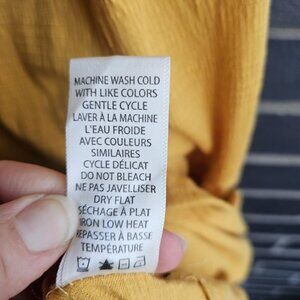 MACHINE WASH COLD
WITH LIKE COLORS
GENTLE CYCLE
LAVER À LA MACHINE
L'EAU FROIDE
AVEC COULEURS
SIMILAIRES
CYCLE DÉLICAT
DO NOT BLEACH
NE PAS JAVELLISER
DRY FLAT
SÉCHAGE À PLAT
IRON LOW HEAT
REPASSER À BASSE
TEMPÉRATURE